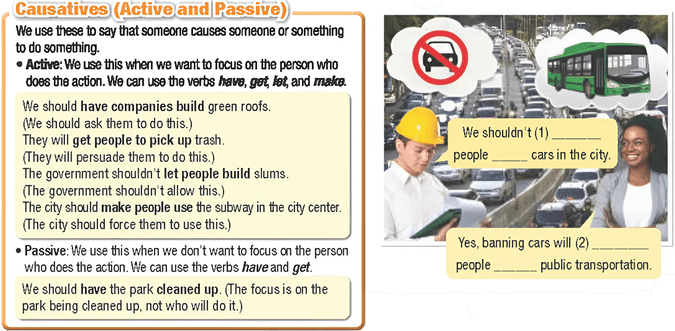 Causatives (Active and Passive)
We use these to say that someone causes someone or something
to do something.
• Active: We use this when we want to focus on the person who
does the action. We can use the verbs have, get, let, and make.
We should have companies build green roofs.
(We should ask them to do this.)
They will get people to pick up trash.
(They will persuade them to do this.)
The government shouldn't let people build slums.
(The government shouldn't allow this.)
The city should make people use the subway in the city center.
(The city should force them to use this.)
• Passive: We use this when we don't want to focus on the person
who does the action. We can use the verbs have and get.
We should have the park cleaned up. (The focus is on the
park being cleaned up, not who will do it.)
We shouldn't (1) ________
people _____ cars in the city.
Yes, banning cars will (2) _________
people ______ public transportation.